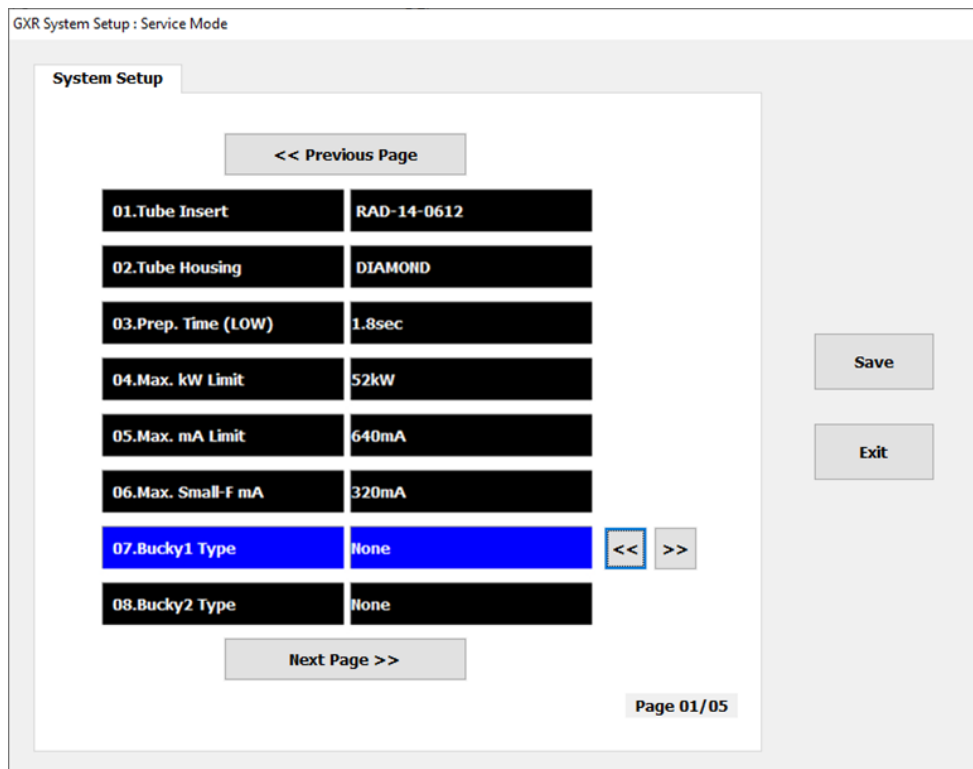 GXR System Setup : Service Mode
System Setup
<< Previous Page
01.Tube Insert RAD-14-0612
02.Tube Housing DIAMOND
03.Prep. Time (LOW) 1.8sec
04.Max. kW Limit 52kW
05.Max. mA Limit 640mA
06.Max. Small-F mA 320mA
07.Bucky1 Type None << >>
08.Bucky2 Type None
Next Page >>
Page 01/05
Save
Exit